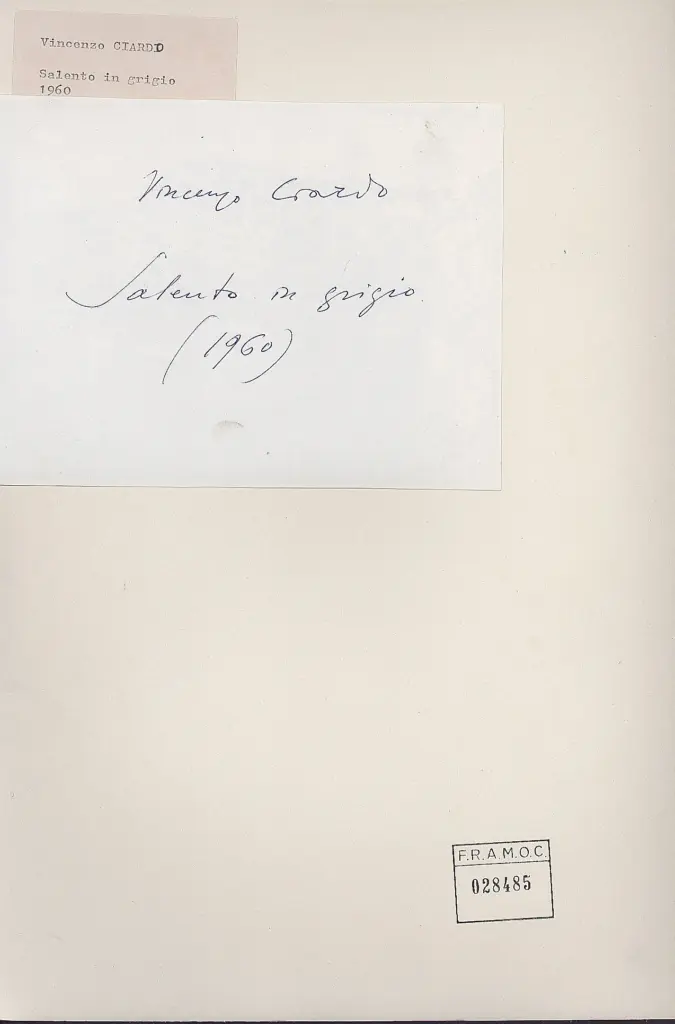 Vincenzo CIARDO
Salento in grigio
1960
Vincenzo Ciardo
Salento in grigio
(1960)
F.R.A.M.O.C.
028485